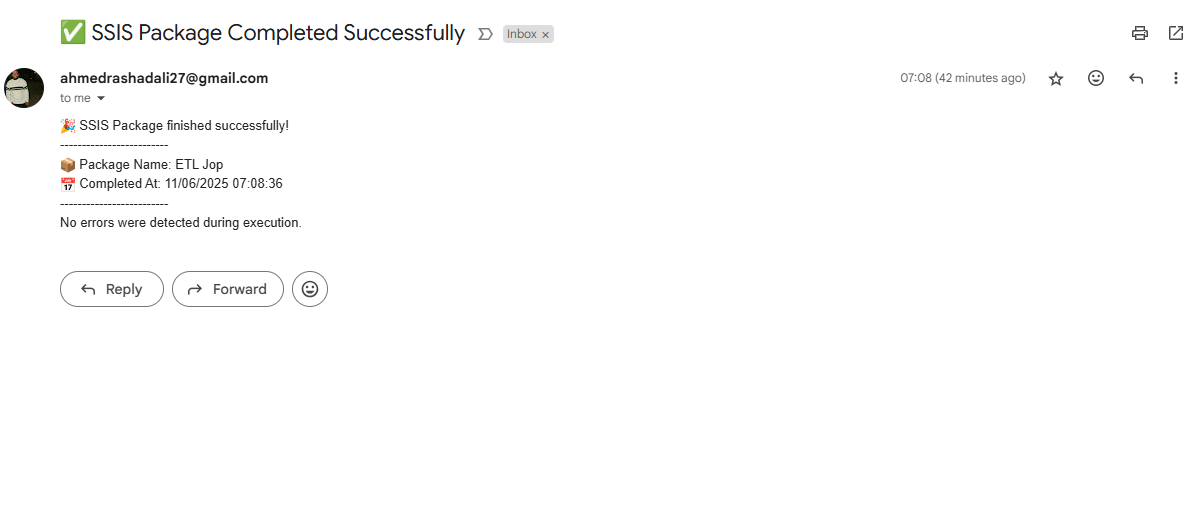 ✅ SSIS Package Completed Successfully Inbox ×
ahmedrashadali27@gmail.com 07:08 (42 minutes ago)
to me
🎉 SSIS Package finished successfully!
-------------------------
📦 Package Name: ETL Jop
📅 Completed At: 11/06/2025 07:08:36
-------------------------
No errors were detected during execution.
Reply Forward